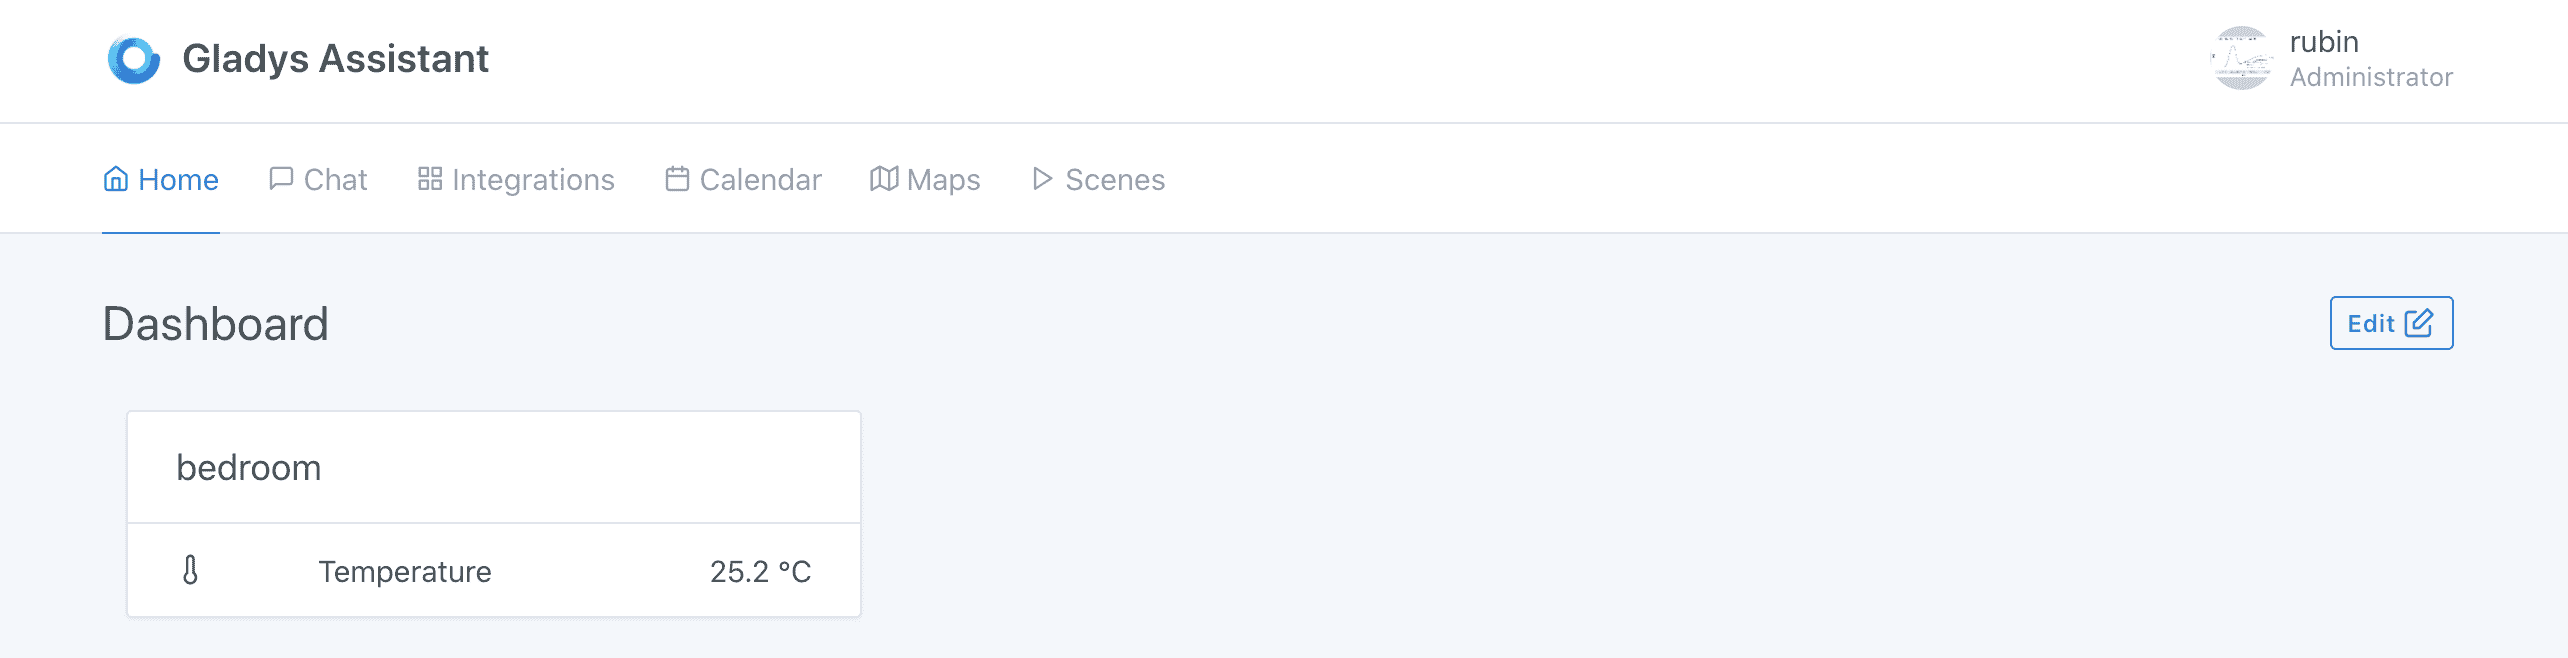 Gladys Assistant
rubin
Administrator
Home Chat Integrations Calendar Maps Scenes
Dashboard
Edit
bedroom
Temperature 25.2 °C